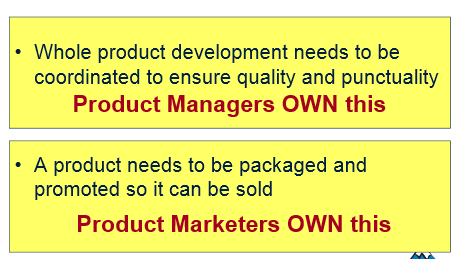 • Whole product development needs to be
coordinated to ensure quality and punctuality
Product Managers OWN this
• A product needs to be packaged and
promoted so it can be sold
Product Marketers OWN this